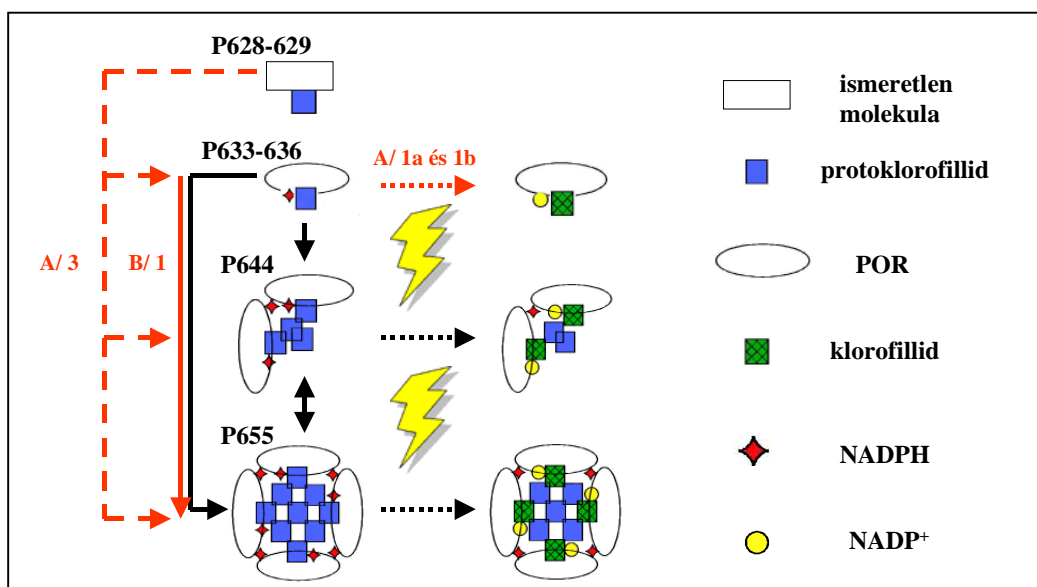 P628-629
ismeretlen
molekula
P633-636
A/ 1a és 1b
protoklorofillid
A/ 3
B/ 1
P644
POR
klorofillid
P655
NADPH
NADP+